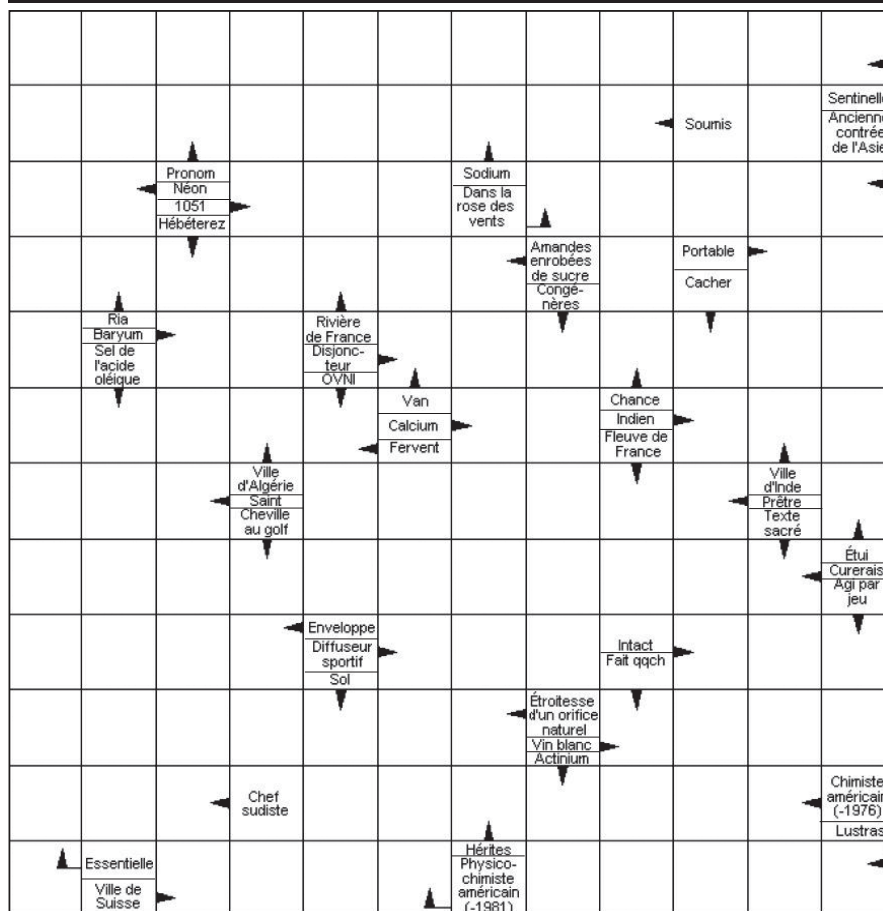 Soumis
Sentinelle
Ancienne
contrée
de l'Asie
Pronom
Néon
1051
Hébéterez
Sodium
Dans la
rose des
vents
Amandes
enrobées
de sucre
Congé-
nères
Portable
Cacher
Ria
Baryum
Sel de
l'acide
oléique
Rivière
de France
Disjonc-
teur
OVNI
Van
Calcium
Fervent
Chance
Indien
Fleuve de
France
Ville
d'Algérie
Saint
Cheville
au golf
Ville
d'Inde
Prêtre
Texte
sacré
Étui
Curerais
Agi par
jeu
Enveloppe
Diffuseur
sportif
Sol
Intact
Fait qqch
Étroitesse
d'un orifice
naturel
Vin blanc
Actinium
Chef
sudiste
Chimiste
américain
(-1976)
Lustras
Essentielle
Ville de
Suisse
Hérites
Physico-
chimiste
américain
(-1981)